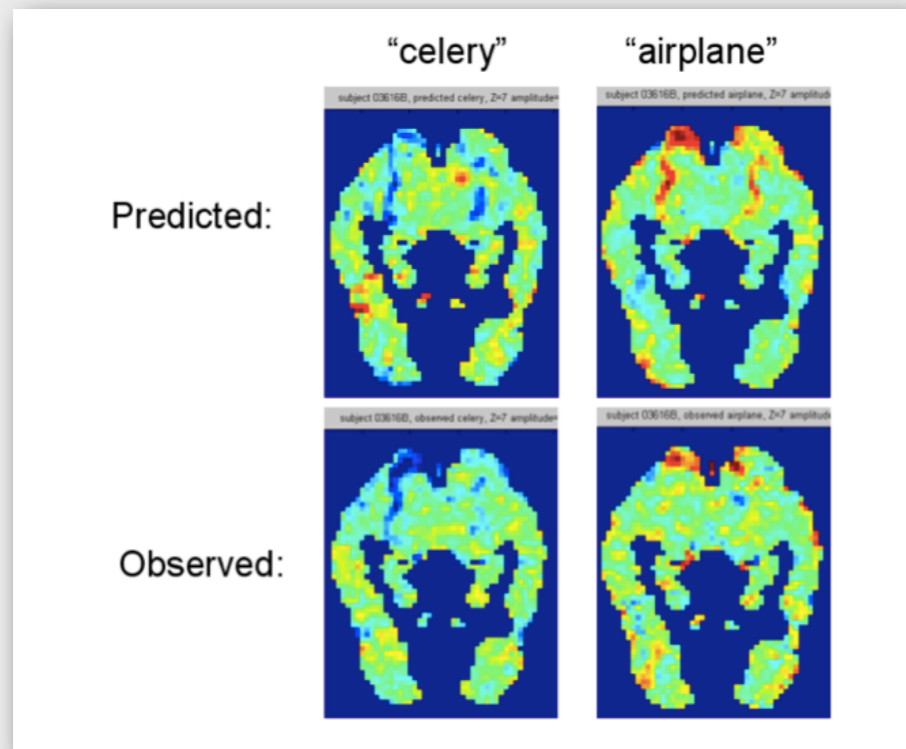 “celery” “airplane”
subject 03616B, predicted celery, Z=7 amplitude=
subject 03616B, predicted airplane, Z=7 amplitude
Predicted:
subject 03616B, observed celery, Z=7 amplitude=
subject 03616B, observed airplane, Z=7 amplitude
Observed: